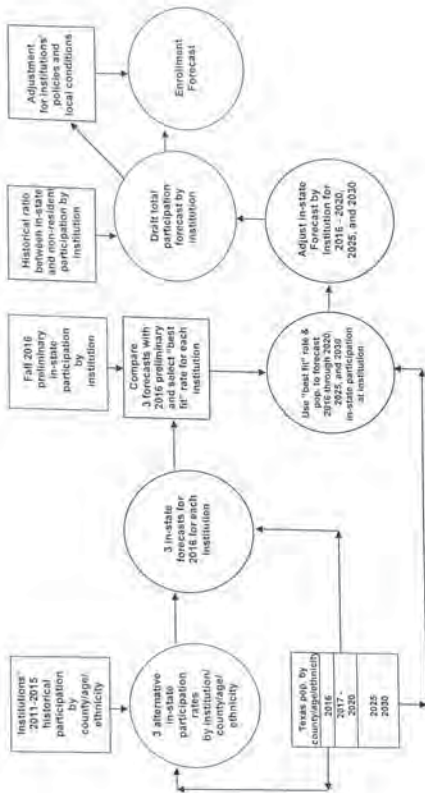 Institutions'
2011-2015
historical
participation
by
county/age/
ethnicity
3 alternative
in-state
participation
rates
by institution/
county/age/
ethnicity
Texas pop. by
county/age/ethnicity
2016
2017 -
2020
2025
2030
3 in-state
forecasts for
2016 for each
institution
Fall 2016
preliminary
in-state
participation
by
institution
Compare
3 forecasts with
2016 preliminary
and select "best
fit" rate for each
institution
Use "best fit" rate &
pop. to forecast
2016 through 2020,
2025, and 2030
in-state participation
at institution
Historical ratio
between in-state
and non-resident
participation by
institution
Draft total
participation
forecast by
institution
Adjust in-state
Forecast by
Institution for
2016 - 2020,
2025, and 2030
Adjustment
for institutions'
policies and
local conditions
Enrollment
Forecast